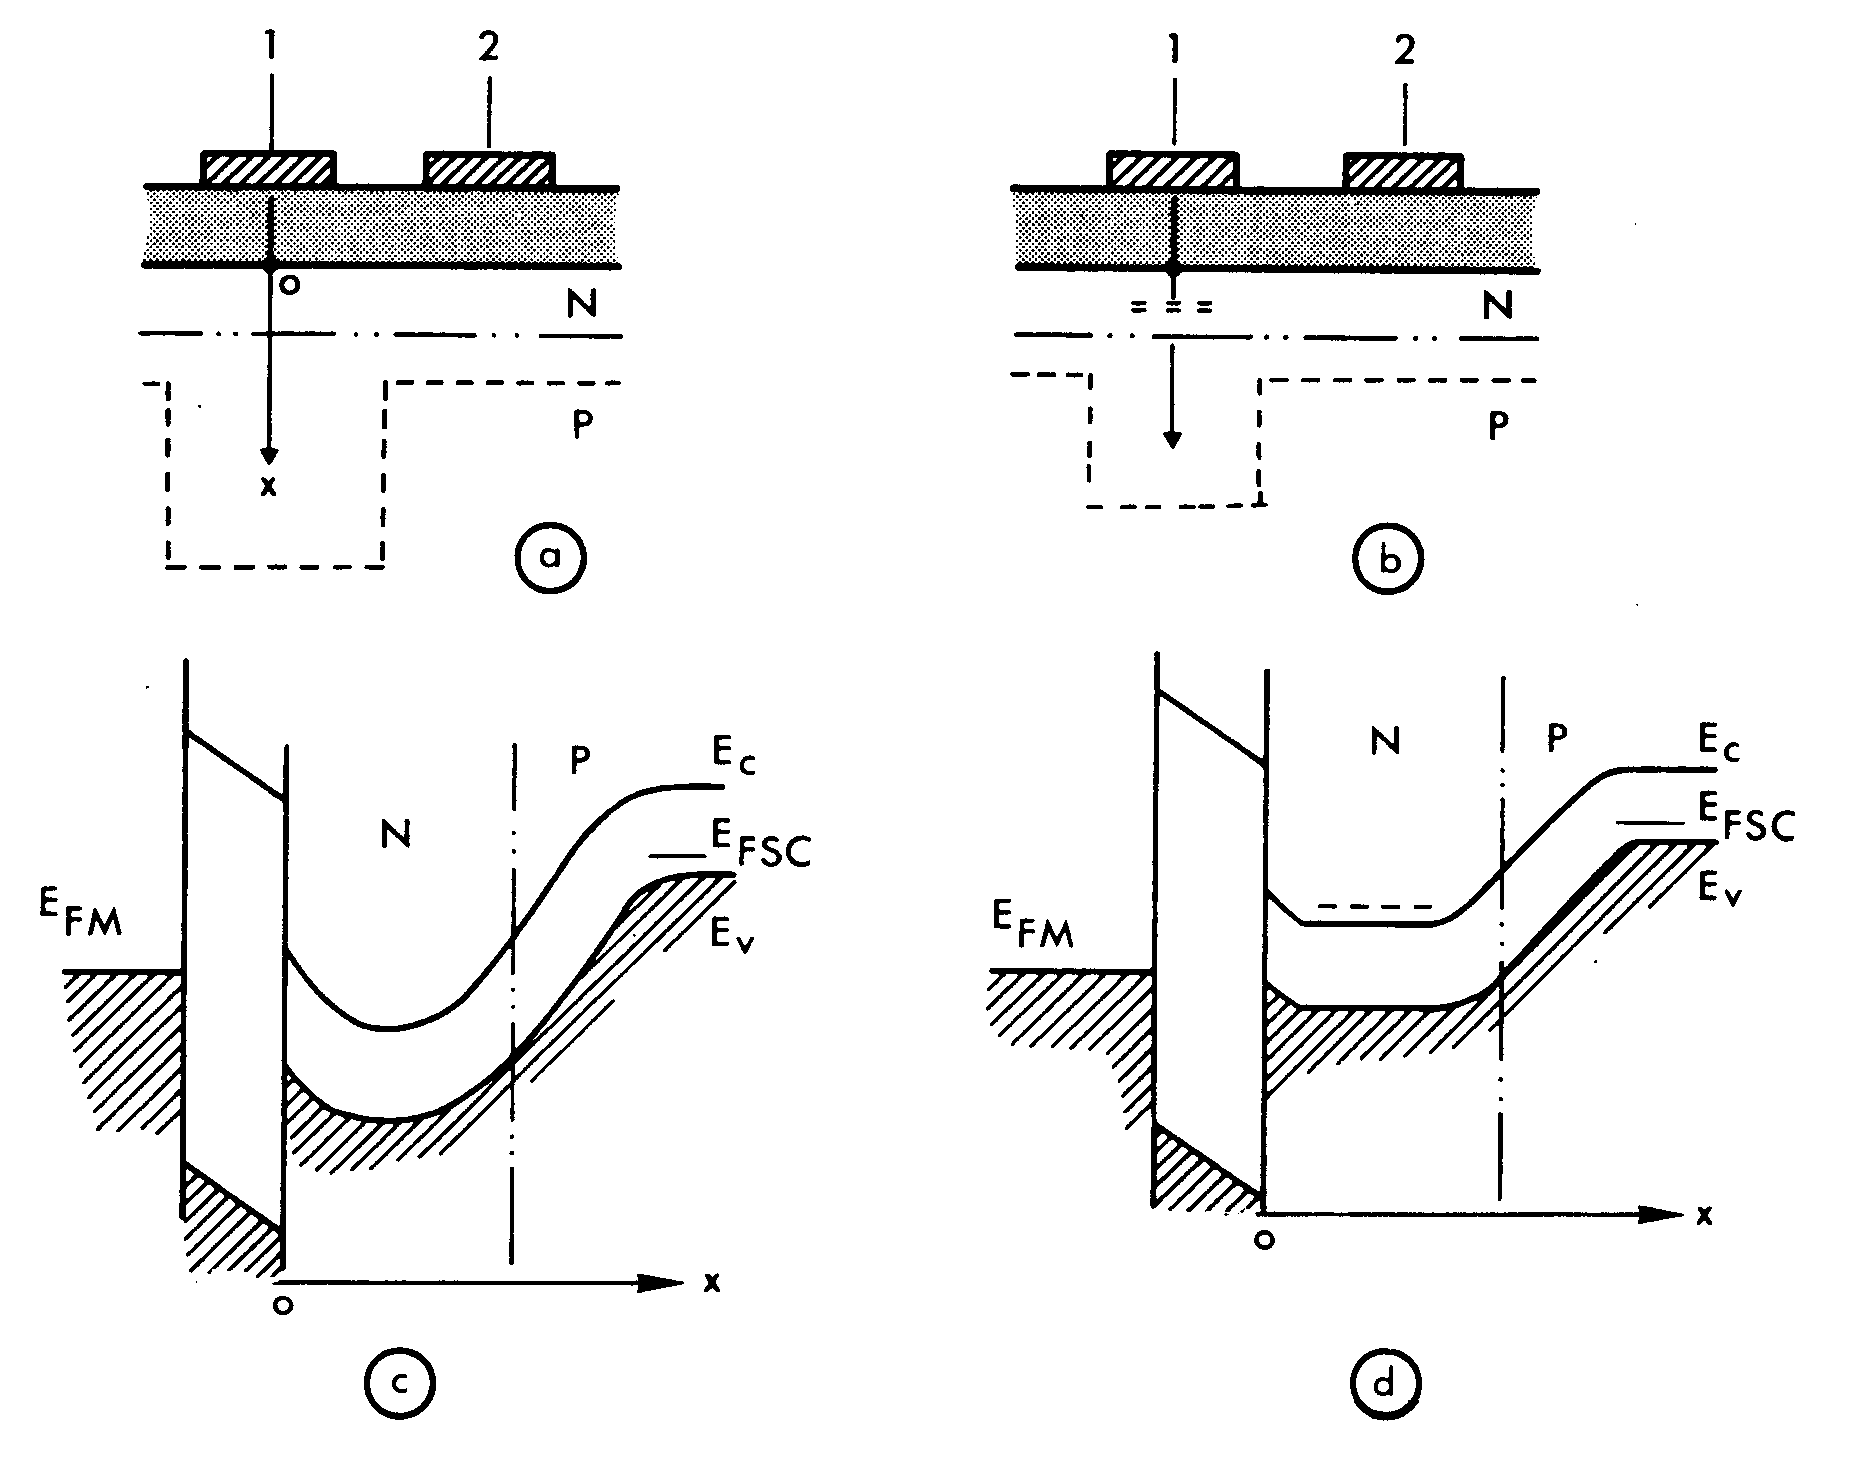 1 2
O
N
P
x
a
1 2
= = =
N
P
b
N P
E_C
E_FSC
E_V
E_FM
x
O
c
N P
E_C
E_FSC
E_V
E_FM
x
O
d